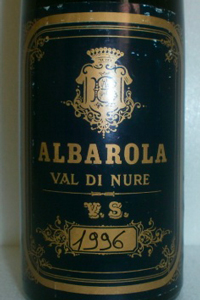 ALBAROLA
VAL DI NURE
V.S.
1996